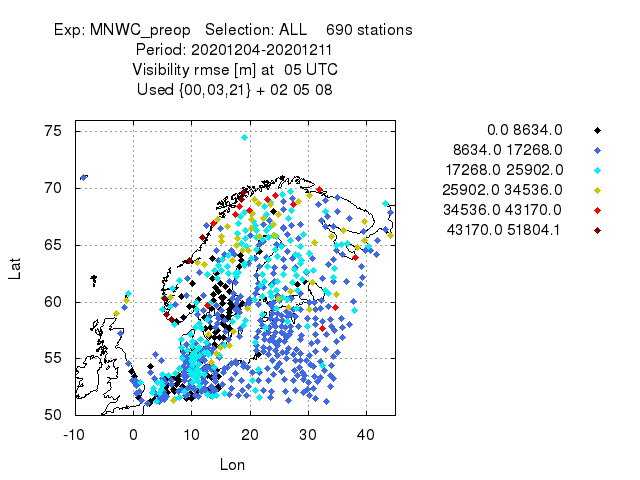 Exp: MNWC_preop   Selection: ALL    690 stations
Period: 20201204-20201211
Visibility rmse [m] at  05 UTC
Used {00,03,21} + 02 05 08
0.0 8634.0
8634.0 17268.0
17268.0 25902.0
25902.0 34536.0
34536.0 43170.0
43170.0 51804.1
75
70
65
60
55
50
Lat
-10 0 10 20 30 40
Lon